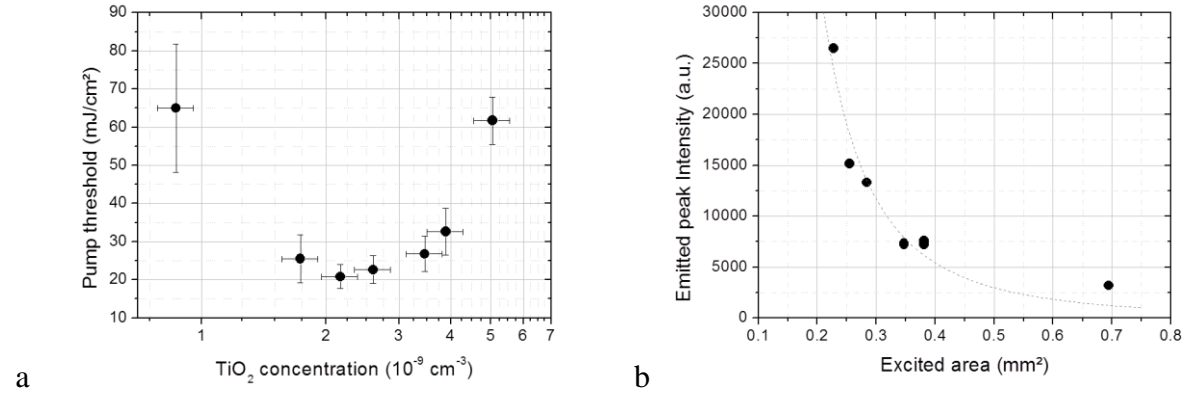 90
80
70
60
50
40
30
20
10
1 2 3 4 5 6 7
Pump threshold (mJ/cm²)
TiO₂ concentration (10⁻⁹ cm⁻³)
a
30000
25000
20000
15000
10000
5000
0
0.1 0.2 0.3 0.4 0.5 0.6 0.7 0.8
Emitted peak Intensity (a.u.)
Excited area (mm²)
b